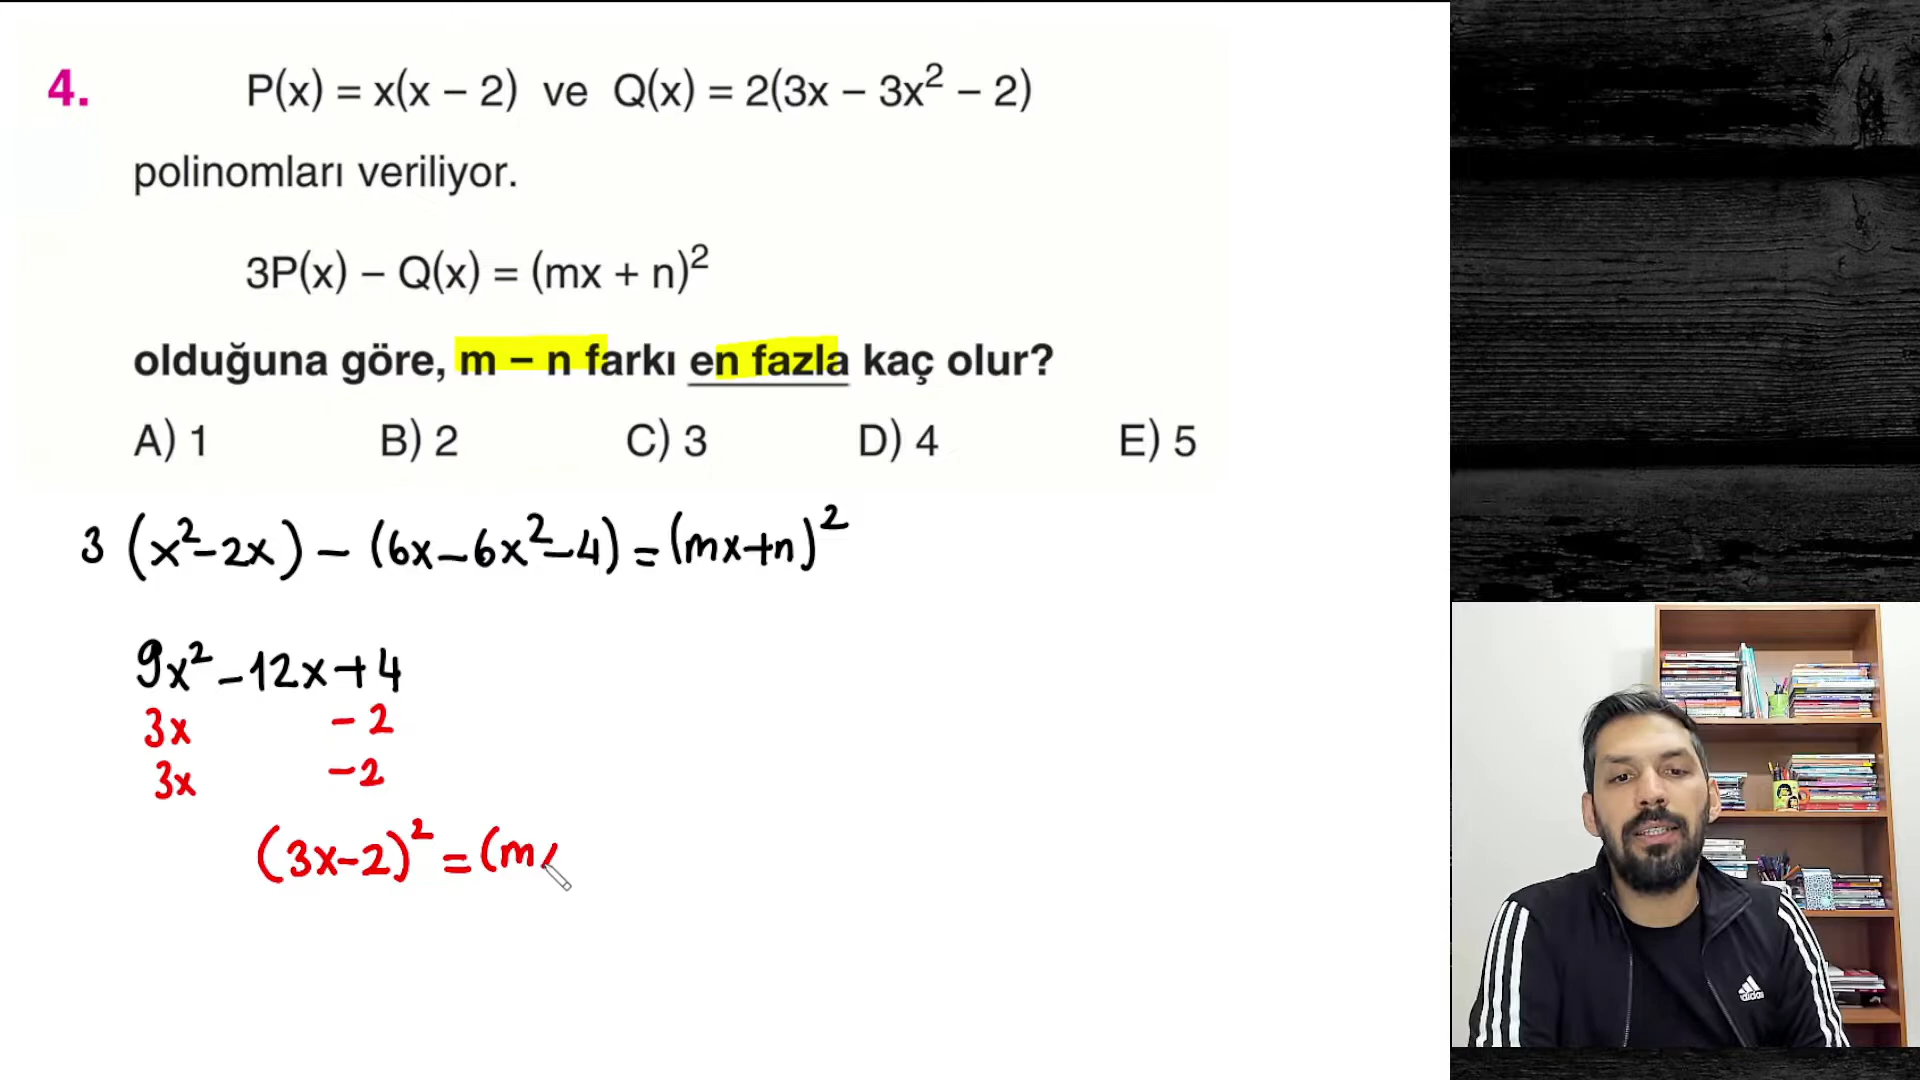 4. P(x) = x(x − 2) ve Q(x) = 2(3x − 3x² − 2)
polinomları veriliyor.
3P(x) − Q(x) = (mx + n)²
olduğuna göre, m − n farkı en fazla kaç olur?
A) 1 B) 2 C) 3 D) 4 E) 5
3 (x²-2x) − (6x−6x²−4) = (mx+n)²
9x² −12x+4
3x −2
3x −2
(3x−2)² = (m
adidas